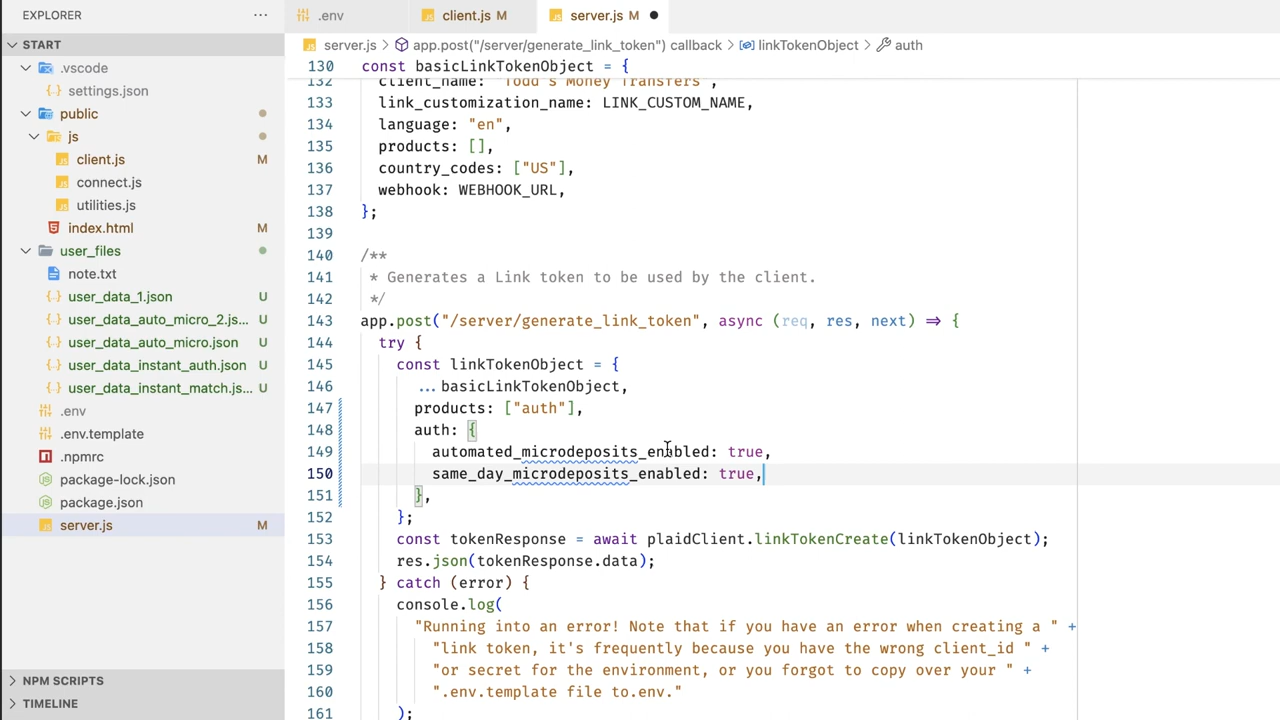 EXPLORER ···
START
.vscode
settings.json
public
js
client.js M
connect.js
utilities.js
index.html M
user_files
note.txt
user_data_1.json U
user_data_auto_micro_2.js... U
user_data_auto_micro.json U
user_data_instant_auth.json U
user_data_instant_match.js... U
.env
.env.template
.npmrc
package-lock.json
package.json
server.js M
NPM SCRIPTS
TIMELINE
.env client.js M server.js M
server.js > app.post("/server/generate_link_token") callback > linkTokenObject > auth
130 const basicLinkTokenObject = {
132 client_name: "Todd's Money Transfers",
133 link_customization_name: LINK_CUSTOM_NAME,
134 language: "en",
135 products: [],
136 country_codes: ["US"],
137 webhook: WEBHOOK_URL,
138 };
139
140 /**
141 * Generates a Link token to be used by the client.
142 */
143 app.post("/server/generate_link_token", async (req, res, next) => {
144 try {
145 const linkTokenObject = {
146 ...basicLinkTokenObject,
147 products: ["auth"],
148 auth: {
149 automated_microdeposits_enabled: true,
150 same_day_microdeposits_enabled: true,
151 },
152 };
153 const tokenResponse = await plaidClient.linkTokenCreate(linkTokenObject);
154 res.json(tokenResponse.data);
155 } catch (error) {
156 console.log(
157 "Running into an error! Note that if you have an error when creating a " +
158 "link token, it's frequently because you have the wrong client_id " +
159 "or secret for the environment, or you forgot to copy over your " +
160 ".env.template file to.env."
161 );